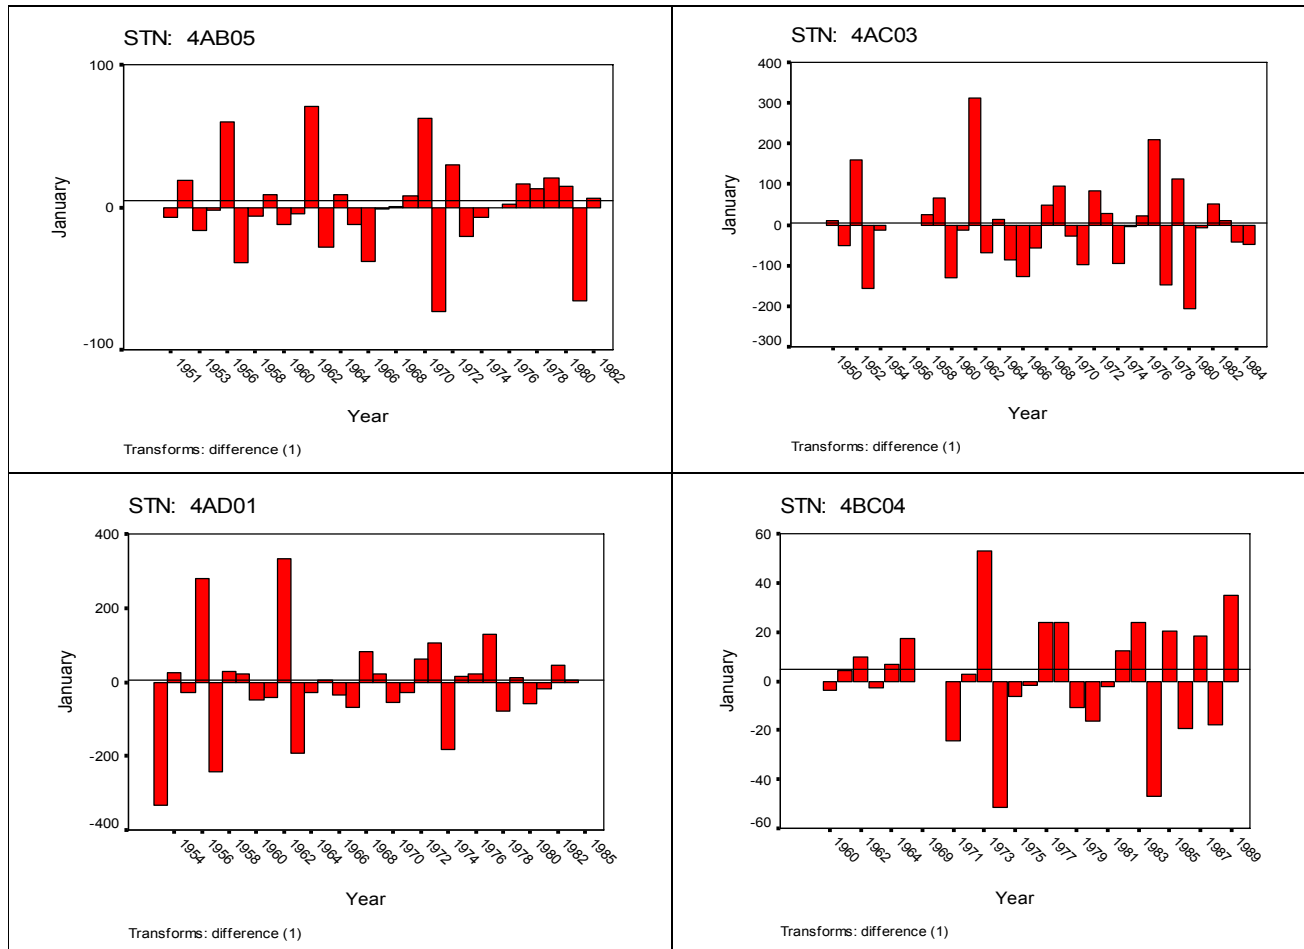 STN: 4AB05
100
0
-100
January
1951 1953 1956 1958 1960 1962 1964 1966 1968 1970 1972 1974 1976 1978 1980 1982
Year
Transforms: difference (1)
STN: 4AC03
400
300
200
100
0
-100
-200
-300
January
1950 1952 1954 1956 1958 1960 1962 1964 1966 1968 1970 1972 1974 1976 1978 1980 1982 1984
Year
Transforms: difference (1)
STN: 4AD01
400
200
0
-200
-400
January
1954 1956 1958 1960 1962 1964 1966 1968 1970 1972 1974 1976 1978 1980 1982 1985
Year
Transforms: difference (1)
STN: 4BC04
60
40
20
0
-20
-40
-60
January
1960 1962 1964 1969 1971 1973 1975 1977 1979 1981 1983 1985 1987 1989
Year
Transforms: difference (1)